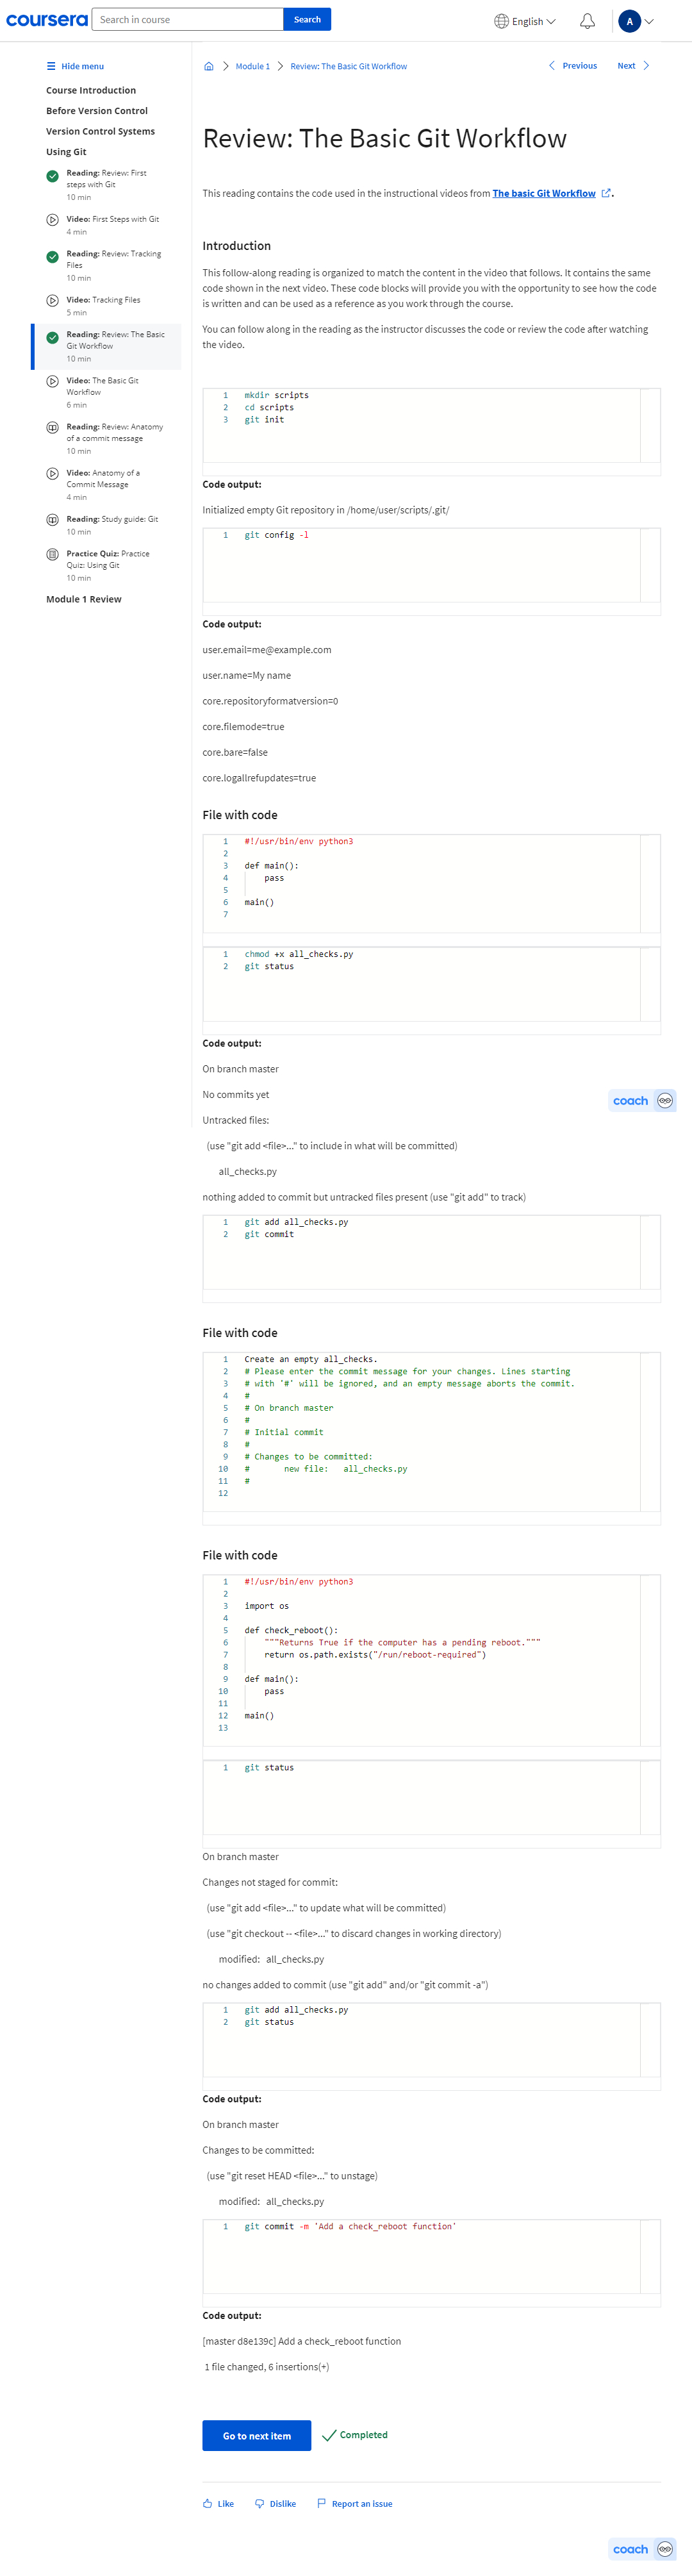 coursera
Search in course
Search
English
A
Hide menu
Course Introduction
Before Version Control
Version Control Systems
Using Git
Reading: Review: First
steps with Git
10 min
Video: First Steps with Git
4 min
Reading: Review: Tracking
Files
10 min
Video: Tracking Files
5 min
Reading: Review: The Basic
Git Workflow
10 min
Video: The Basic Git
Workflow
6 min
Reading: Review: Anatomy
of a commit message
10 min
Video: Anatomy of a
Commit Message
4 min
Reading: Study guide: Git
10 min
Practice Quiz: Practice
Quiz: Using Git
10 min
Module 1 Review
Module 1
Review: The Basic Git Workflow
Previous
Next
Review: The Basic Git Workflow
This reading contains the code used in the instructional videos from The basic Git Workflow.
Introduction
This follow-along reading is organized to match the content in the video that follows. It contains the same
code shown in the next video. These code blocks will provide you with the opportunity to see how the code
is written and can be used as a reference as you work through the course.
You can follow along in the reading as the instructor discusses the code or review the code after watching
the video.
1 mkdir scripts
2 cd scripts
3 git init
Code output:
Initialized empty Git repository in /home/user/scripts/.git/
1 git config -l
Code output:
user.email=me@example.com
user.name=My name
core.repositoryformatversion=0
core.filemode=true
core.bare=false
core.logallrefupdates=true
File with code
1 #!/usr/bin/env python3
2
3 def main():
4     pass
5
6 main()
7
1 chmod +x all_checks.py
2 git status
Code output:
On branch master
No commits yet
Untracked files:
(use "git add <file>..." to include in what will be committed)
all_checks.py
nothing added to commit but untracked files present (use "git add" to track)
1 git add all_checks.py
2 git commit
File with code
1 Create an empty all_checks.
2 # Please enter the commit message for your changes. Lines starting
3 # with '#' will be ignored, and an empty message aborts the commit.
4 #
5 # On branch master
6 #
7 # Initial commit
8 #
9 # Changes to be committed:
10 #       new file:   all_checks.py
11 #
12
File with code
1 #!/usr/bin/env python3
2
3 import os
4
5 def check_reboot():
6     """Returns True if the computer has a pending reboot."""
7     return os.path.exists("/run/reboot-required")
8
9 def main():
10     pass
11
12 main()
13
1 git status
On branch master
Changes not staged for commit:
(use "git add <file>..." to update what will be committed)
(use "git checkout -- <file>..." to discard changes in working directory)
modified:   all_checks.py
no changes added to commit (use "git add" and/or "git commit -a")
1 git add all_checks.py
2 git status
Code output:
On branch master
Changes to be committed:
(use "git reset HEAD <file>..." to unstage)
modified:   all_checks.py
1 git commit -m 'Add a check_reboot function'
Code output:
[master d8e139c] Add a check_reboot function
1 file changed, 6 insertions(+)
Go to next item
Completed
Like
Dislike
Report an issue
coach
coach